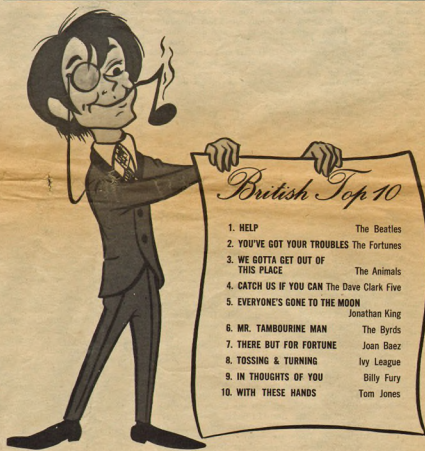 British Top 10
1. HELP The Beatles
2. YOU'VE GOT YOUR TROUBLES The Fortunes
3. WE GOTTA GET OUT OF
THIS PLACE The Animals
4. CATCH US IF YOU CAN The Dave Clark Five
5. EVERYONE'S GONE TO THE MOON
Jonathan King
6. MR. TAMBOURINE MAN The Byrds
7. THERE BUT FOR FORTUNE Joan Baez
8. TOSSING & TURNING Ivy League
9. IN THOUGHTS OF YOU Billy Fury
10. WITH THESE HANDS Tom Jones